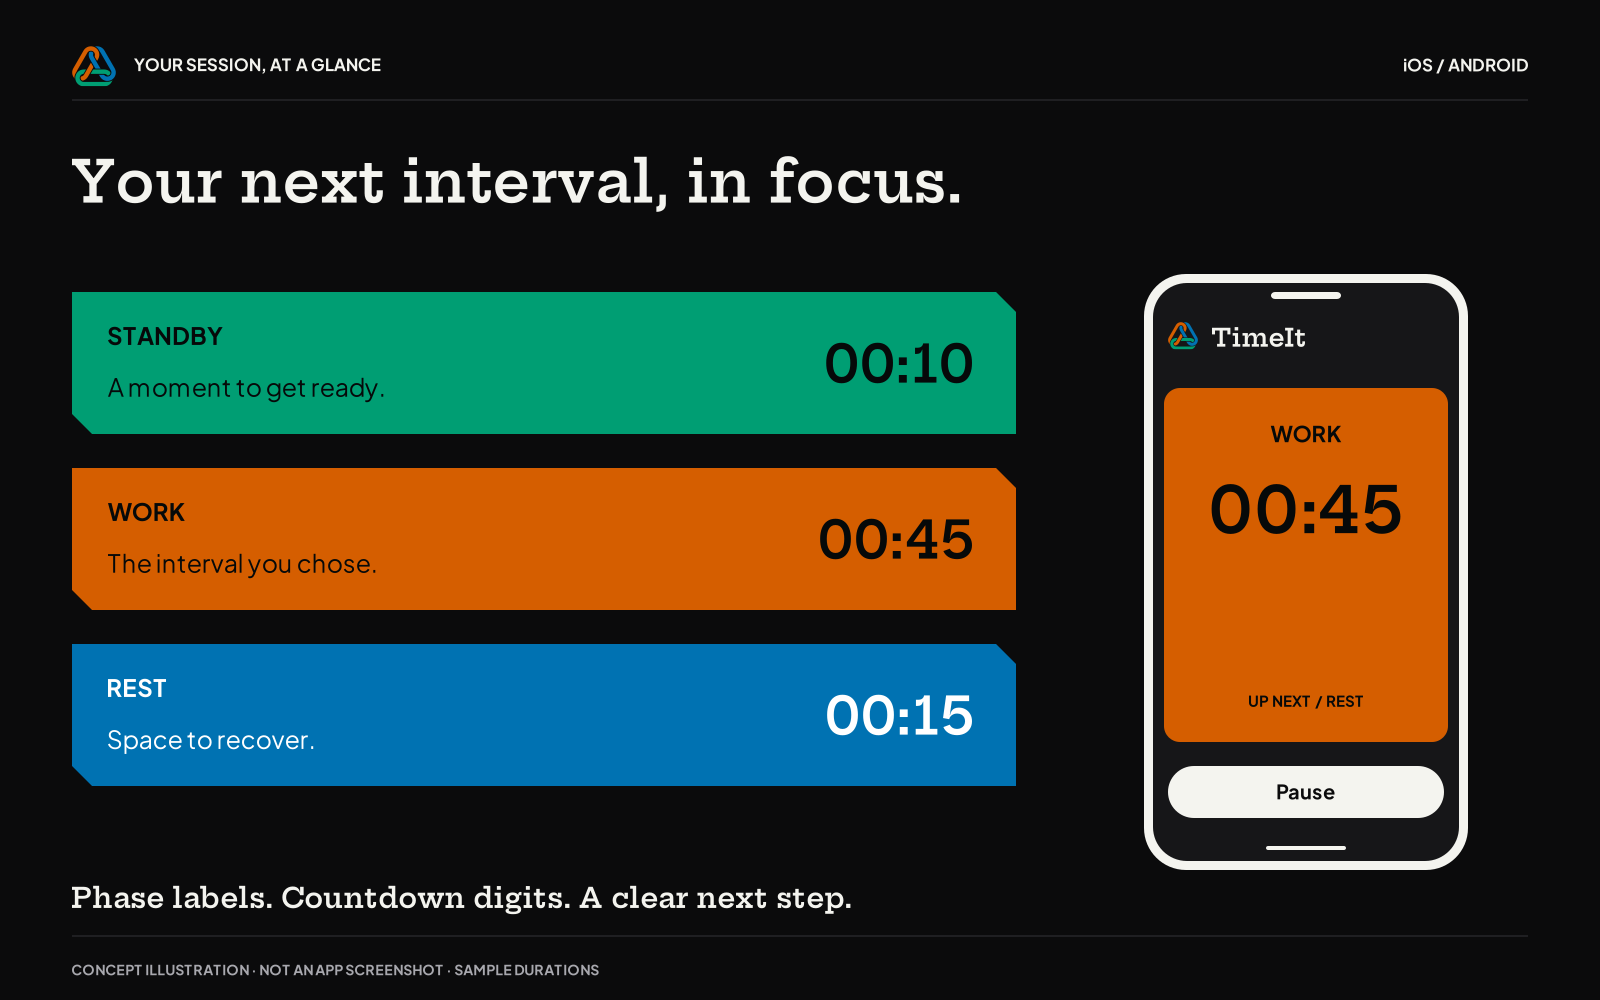 YOUR SESSION, AT A GLANCE
iOS / ANDROID
Your next interval, in focus.
STANDBY
A moment to get ready.
00:10
WORK
The interval you chose.
00:45
REST
Space to recover.
00:15
TimeIt
WORK
00:45
UP NEXT / REST
Pause
Phase labels. Countdown digits. A clear next step.
CONCEPT ILLUSTRATION · NOT AN APP SCREENSHOT · SAMPLE DURATIONS